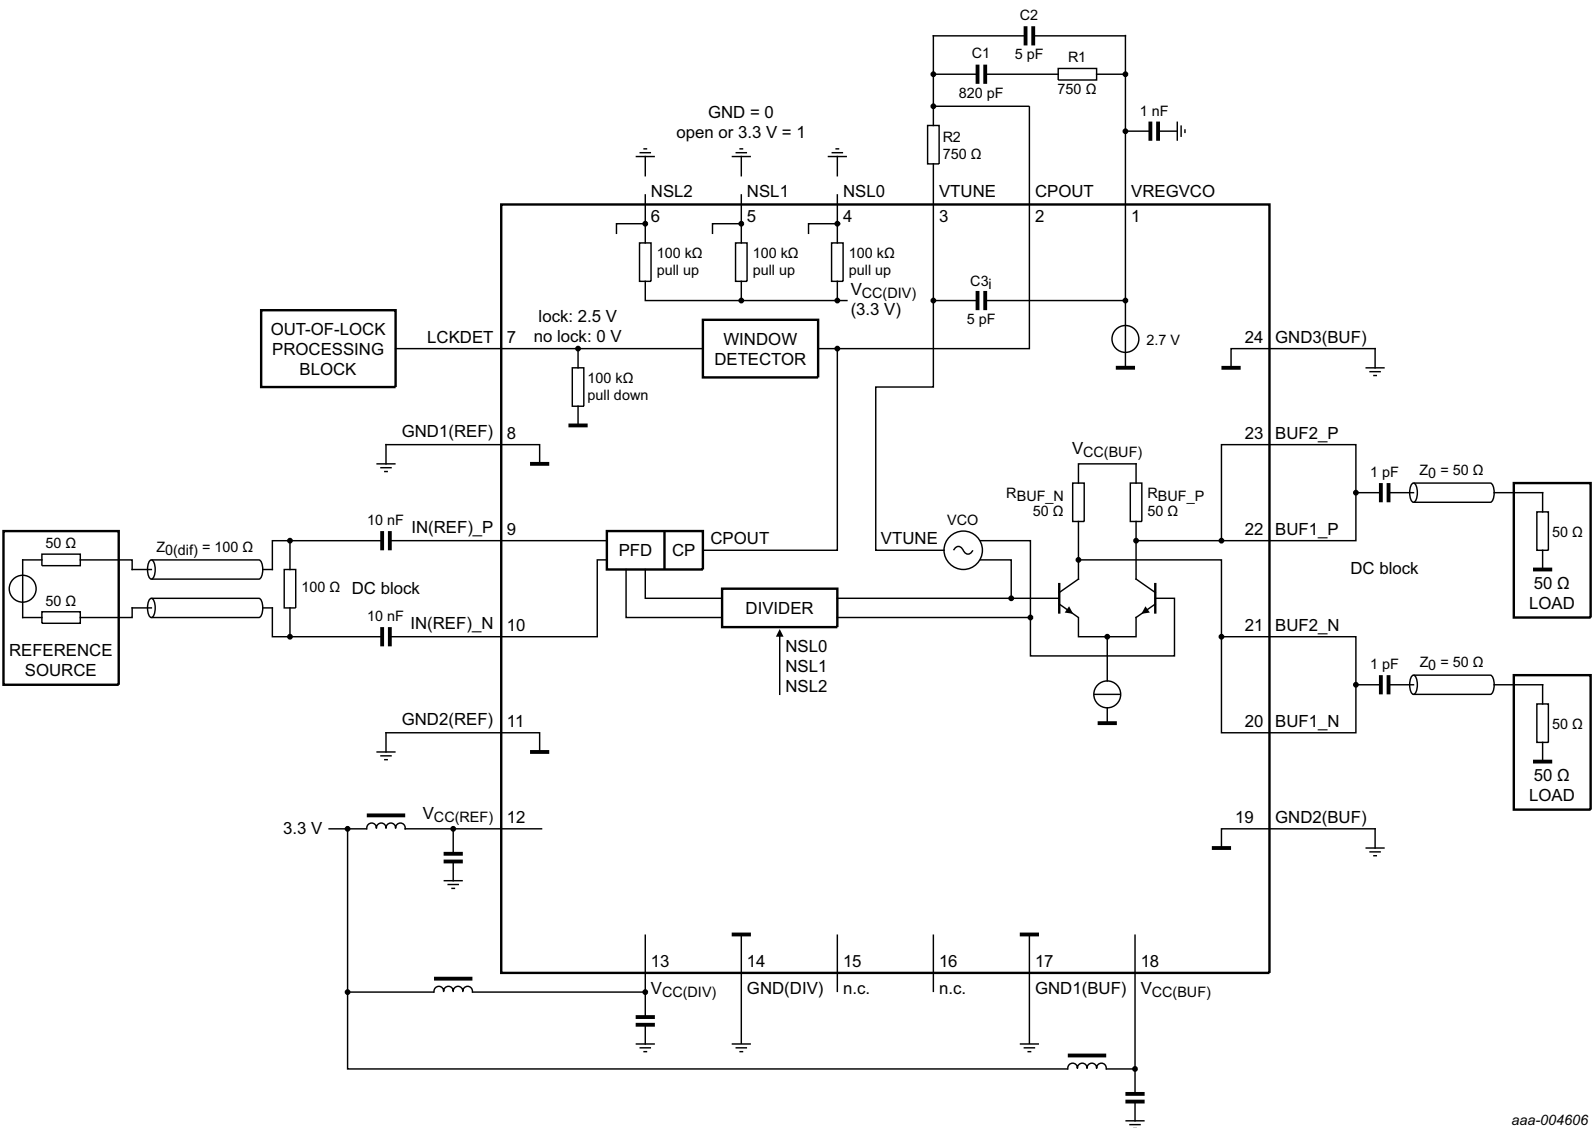 C2
5 pF
C1
820 pF
R1
750 Ω
1 nF
GND = 0
open or 3.3 V = 1
R2
750 Ω
NSL2
NSL1
NSL0
VTUNE
CPOUT
VREGVCO
6
5
4
3
2
1
100 kΩ
pull up
100 kΩ
pull up
100 kΩ
pull up
VCC(DIV)
(3.3 V)
C3i
5 pF
2.7 V
OUT-OF-LOCK
PROCESSING
BLOCK
LCKDET
7
lock: 2.5 V
no lock: 0 V
WINDOW
DETECTOR
100 kΩ
pull down
24
GND3(BUF)
GND1(REF)
8
23
BUF2_P
VCC(BUF)
RBUF_N
50 Ω
RBUF_P
50 Ω
1 pF
Z0 = 50 Ω
50 Ω
50 Ω
LOAD
22
BUF1_P
DC block
REFERENCE
SOURCE
50 Ω
50 Ω
Z0(dif) = 100 Ω
100 Ω
DC block
10 nF
IN(REF)_P
9
10 nF
IN(REF)_N
10
PFD
CP
CPOUT
VTUNE
VCO
DIVIDER
NSL0
NSL1
NSL2
21
BUF2_N
1 pF
Z0 = 50 Ω
50 Ω
50 Ω
LOAD
20
BUF1_N
GND2(REF)
11
3.3 V
VCC(REF)
12
19
GND2(BUF)
13
14
15
16
17
18
VCC(DIV)
GND(DIV)
n.c.
n.c.
GND1(BUF)
VCC(BUF)
aaa-004606